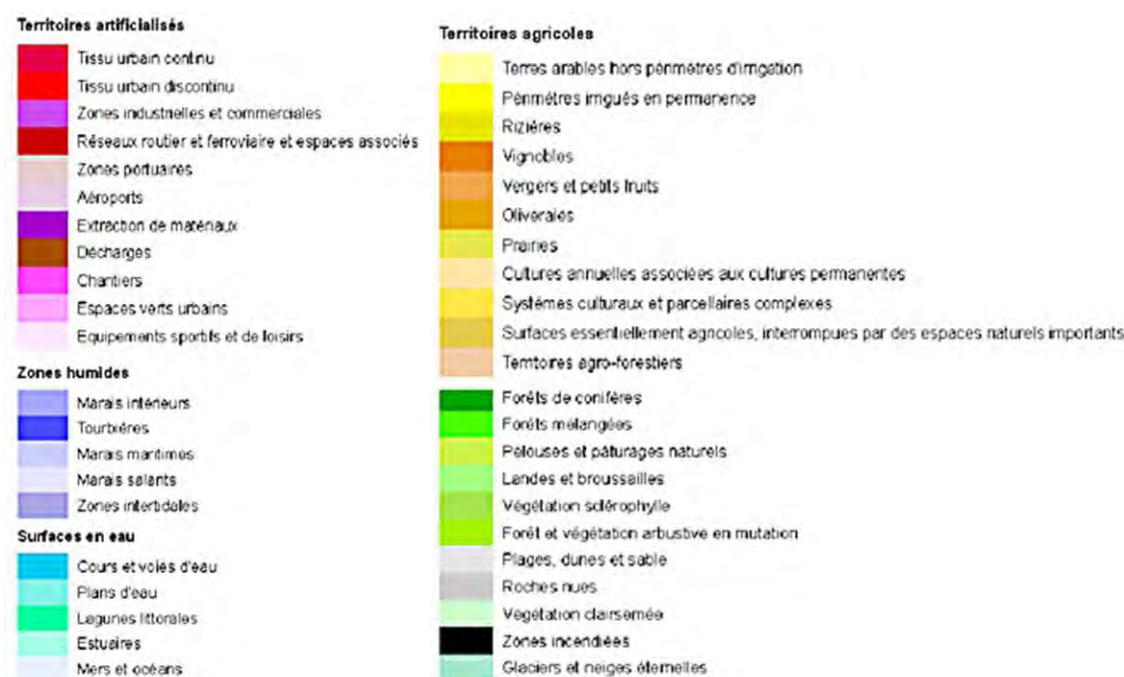 Territoires artificialisés
Tissu urbain continu
Tissu urbain discontinu
Zones industrielles et commerciales
Réseaux routier et ferroviaire et espaces associés
Zones portuaires
Aéroports
Extraction de matériaux
Décharges
Chantiers
Espaces verts urbains
Equipements sportifs et de loisirs
Zones humides
Marais intérieurs
Tourbières
Marais maritimes
Marais salants
Zones intertidales
Surfaces en eau
Cours et voies d'eau
Plans d'eau
Lagunes littorales
Estuaires
Mers et océans
Territoires agricoles
Terres arables hors périmètres d'irrigation
Périmètres irrigués en permanence
Rizières
Vignobles
Vergers et petits fruits
Oliveraies
Prairies
Cultures annuelles associées aux cultures permanentes
Systèmes culturaux et parcellaires complexes
Surfaces essentiellement agricoles, interrompues par des espaces naturels importants
Territoires agro-forestiers
Forêts de conifères
Forêts mélangées
Pelouses et pâturages naturels
Landes et broussailles
Végétation sclérophylle
Forêt et végétation arbustive en mutation
Plages, dunes et sable
Roches nues
Végétation clairsemée
Zones incendiées
Glaciers et neiges éternelles